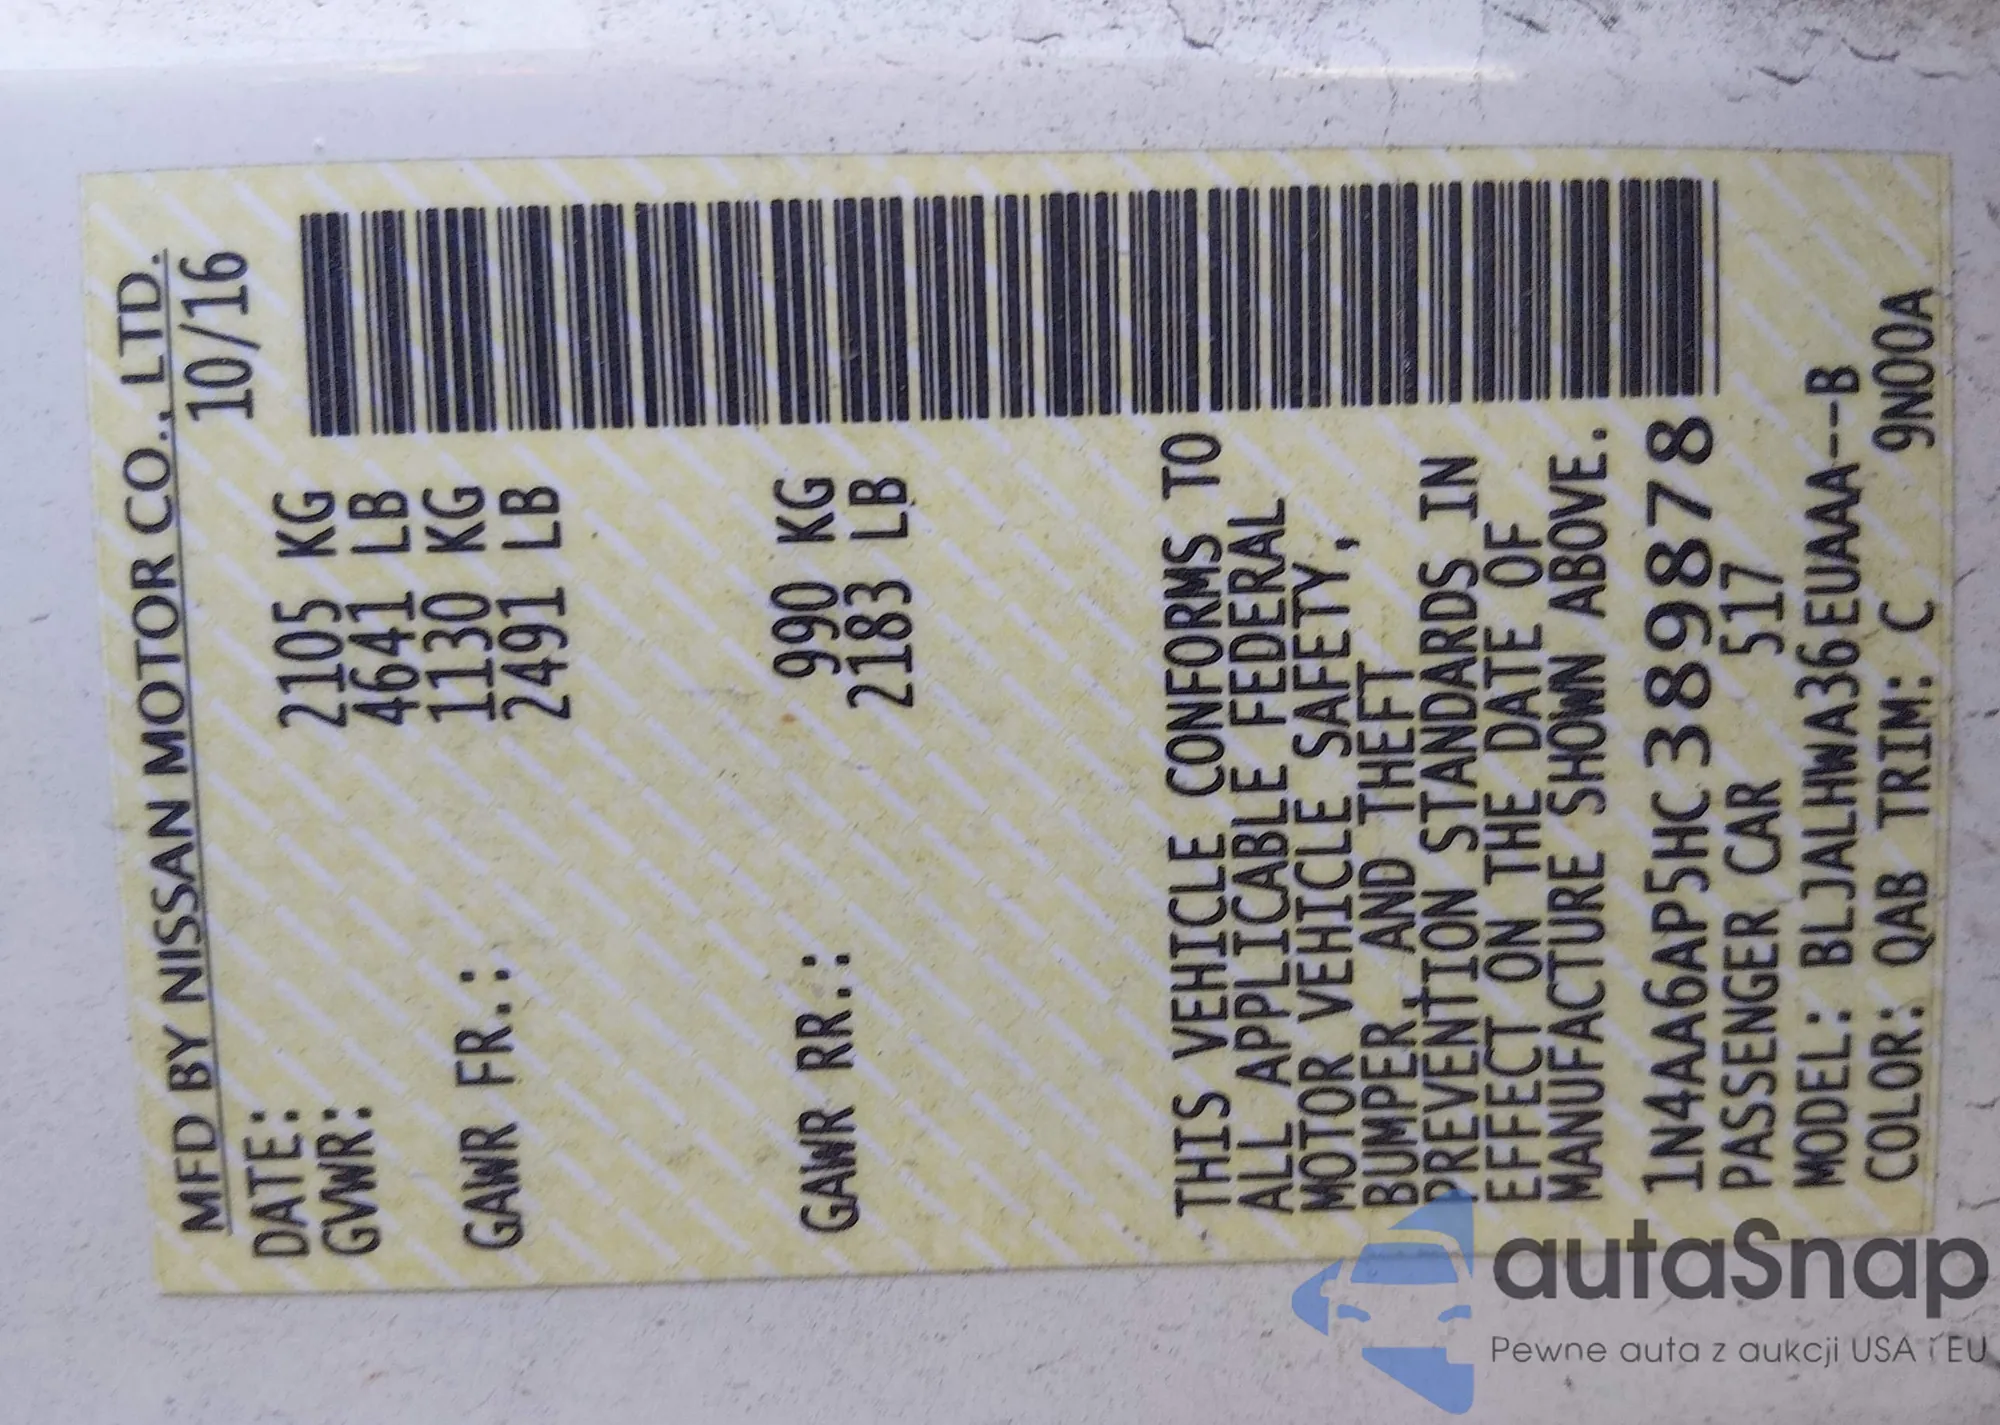 MFD BY NISSAN MOTOR CO., LTD.
DATE: 10/16
GVWR: 2105 KG
4641 LB
GAWR FR.: 1130 KG
2491 LB
GAWR RR.: 990 KG
2183 LB
THIS VEHICLE CONFORMS TO
ALL APPLICABLE FEDERAL
MOTOR VEHICLE SAFETY,
BUMPER, AND THEFT
PREVENTION STANDARDS IN
EFFECT ON THE DATE OF
MANUFACTURE SHOWN ABOVE.
1N4AA6AP5HC389878
PASSENGER CAR 517
MODEL: BLJALHWA36EUAAA--B
COLOR: QAB TRIM: C 9N00A
autaSnap
Pewne auta z aukcji USA i EU